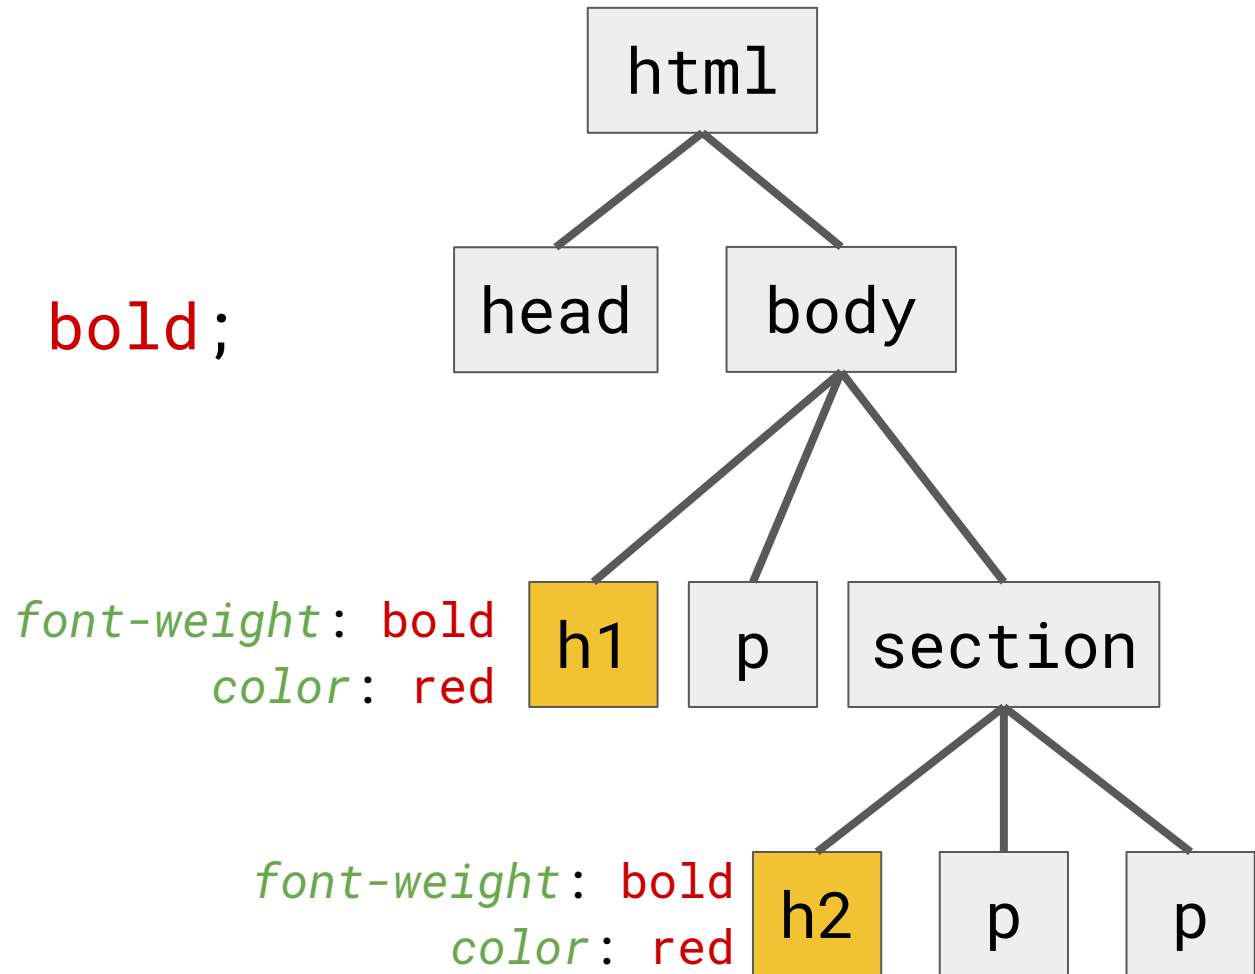 html
head body
bold;
font-weight: bold
color: red
h1 p section
font-weight: bold
color: red
h2 p p